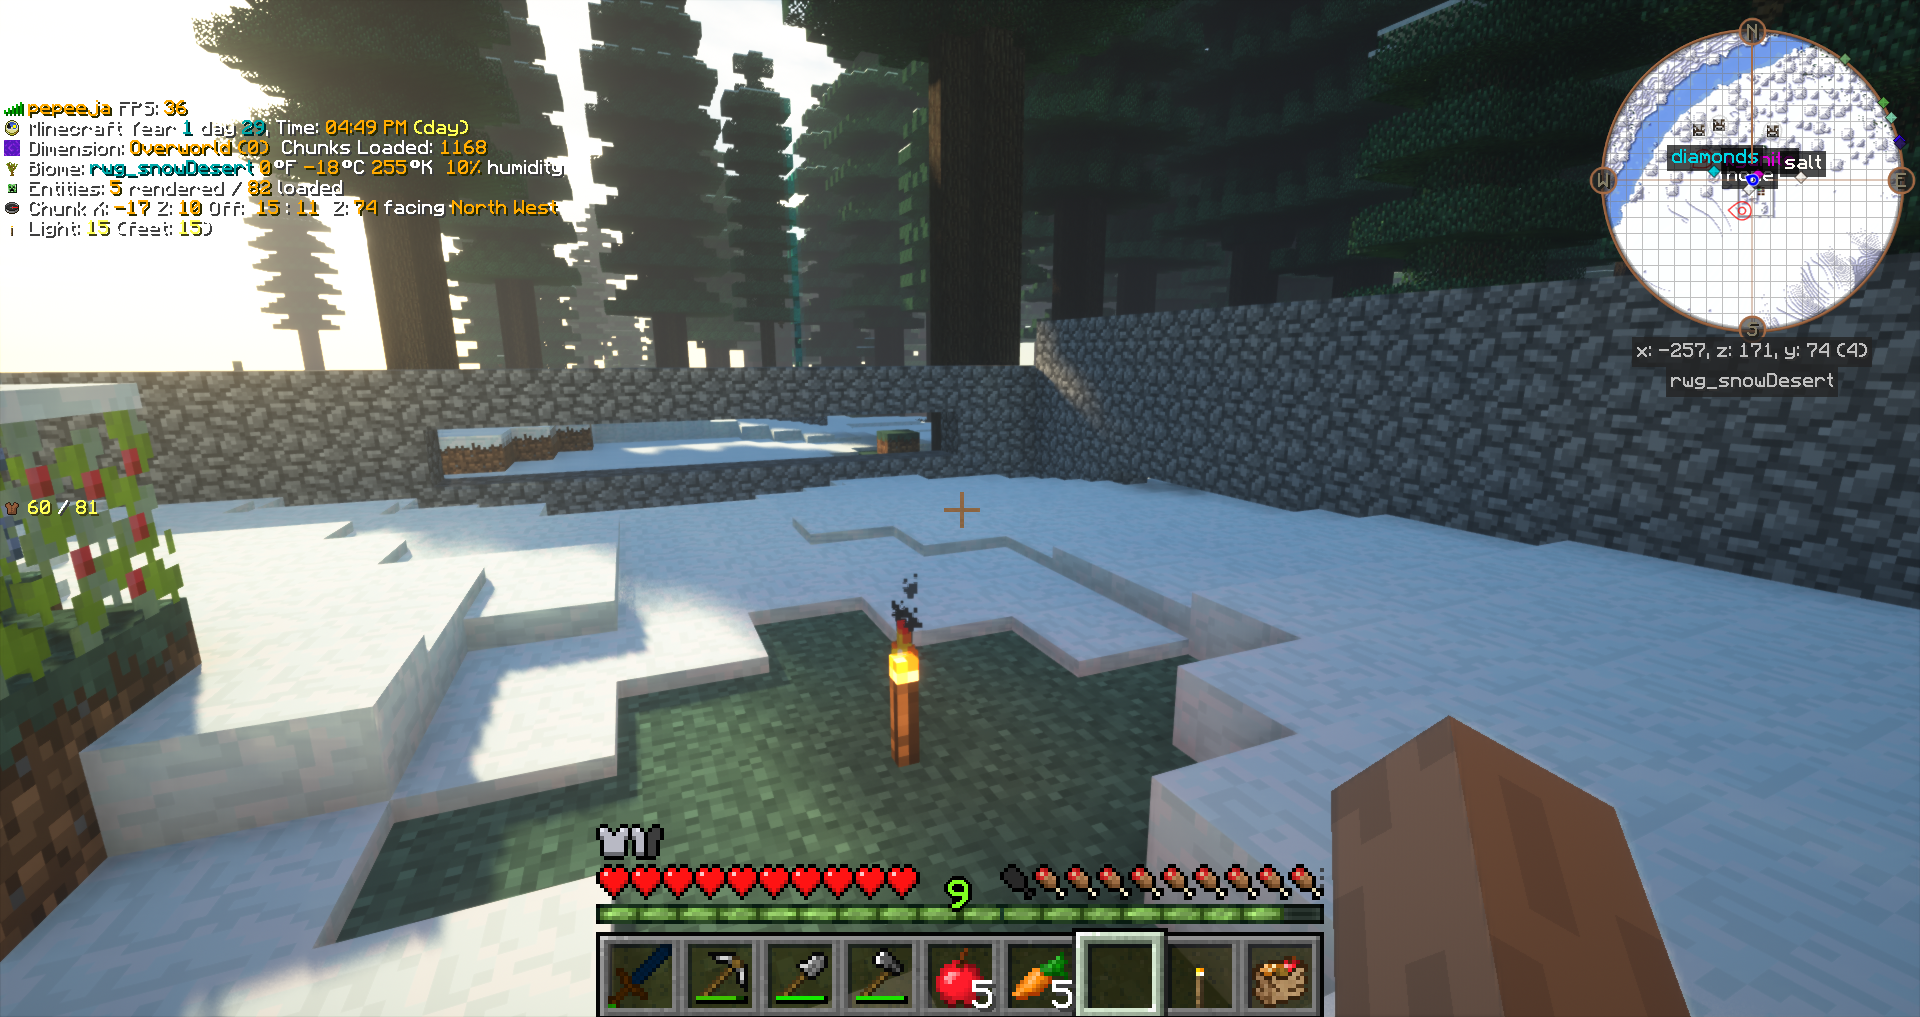 pepeeja FPS: 36
Minecraft Year 1 day 29, Time: 04:49 PM (day)
Dimension: Overworld (0) Chunks Loaded: 1168
Biome: rwg_snowDesert 0°F -18°C 255°K 10% humidity
Entities: 5 rendered / 82 loaded
Chunk X: -17 Z: 10 Off: 15: 11 Z: 74 facing North West
Light: 15 (feet: 15)
60 / 81
N
diamonds
salt
W
E
S
x: -257, z: 171, y: 74 (4)
rwg_snowDesert
9
5
5